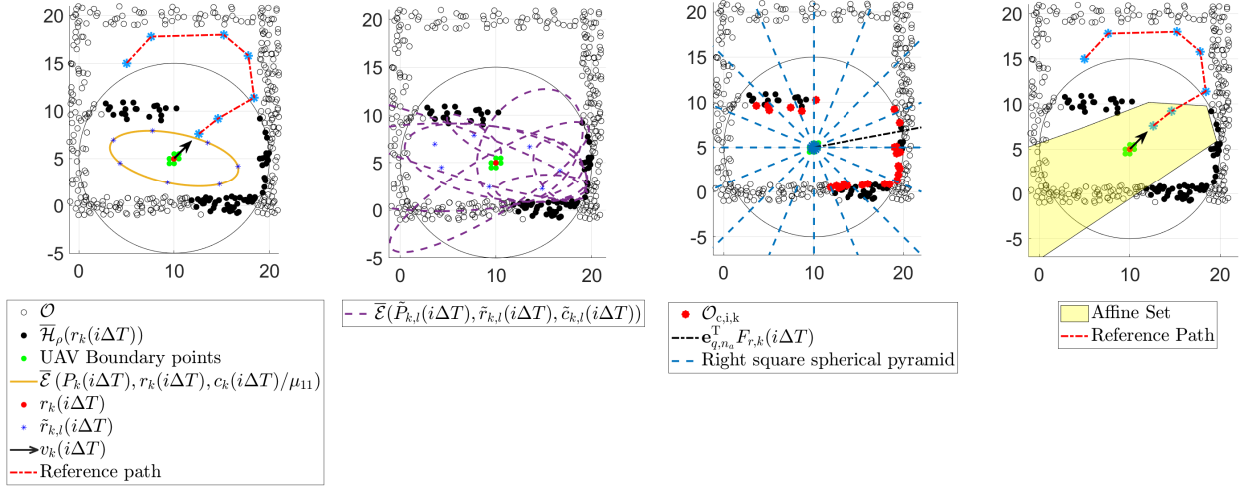 20
15
10
5
0
-5
0
10
20
𝒪
ℋ̅_ρ(r_k(iΔT))
UAV Boundary points
ℰ̅ (P_k(iΔT), r_k(iΔT), c_k(iΔT)/μ_11)
r_k(iΔT)
r̃_{k,l}(iΔT)
v_k(iΔT)
Reference path
20
15
10
5
0
-5
0
10
20
ℰ̅(P̃_{k,l}(iΔT), r̃_{k,l}(iΔT), c̃_{k,l}(iΔT))
20
15
10
5
0
-5
0
10
20
𝒪_{c,i,k}
e^T_{q,n_a} F_{r,k}(iΔT)
Right square spherical pyramid
20
15
10
5
0
-5
0
10
20
Affine Set
Reference Path